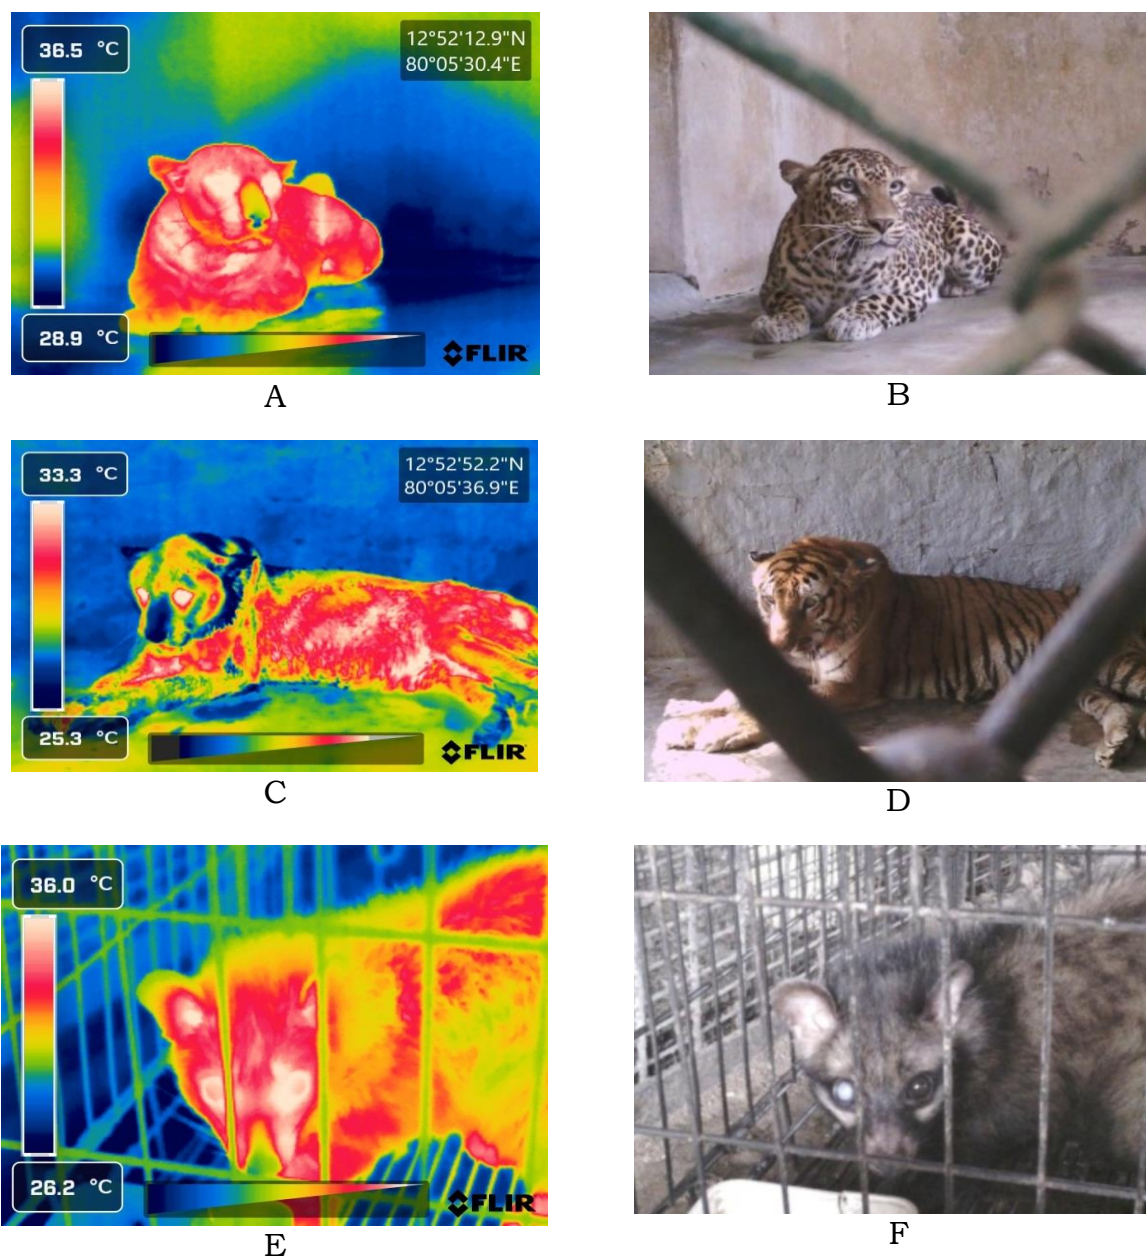 36.5 °C
12°52'12.9"N
80°05'30.4"E
28.9 °C
FLIR
A
B
33.3 °C
12°52'52.2"N
80°05'36.9"E
25.3 °C
FLIR
C
D
36.0 °C
26.2 °C
FLIR
E
F